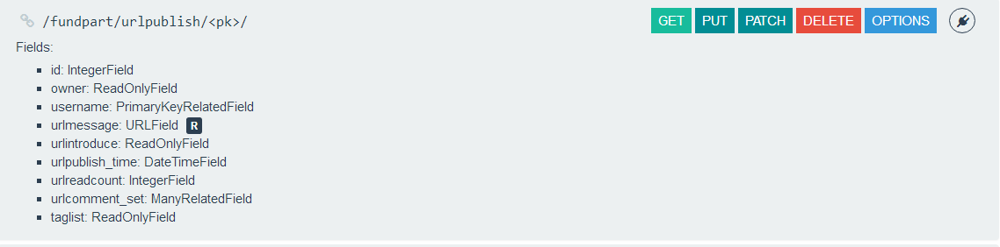 /fundpart/urlpublish/<pk>/ GET PUT PATCH DELETE OPTIONS
Fields:
id: IntegerField
owner: ReadOnlyField
username: PrimaryKeyRelatedField
urlmessage: URLField R
urlintroduce: ReadOnlyField
urlpublish_time: DateTimeField
urlreadcount: IntegerField
urlcomment_set: ManyRelatedField
taglist: ReadOnlyField